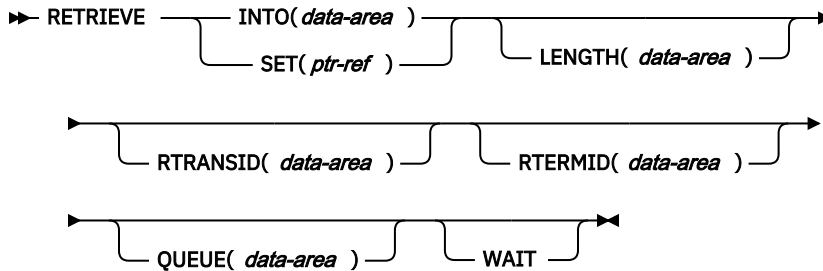 RETRIEVE INTO( data-area )
SET( ptr-ref ) LENGTH( data-area )
RTRANSID( data-area ) RTERMID( data-area )
QUEUE( data-area ) WAIT